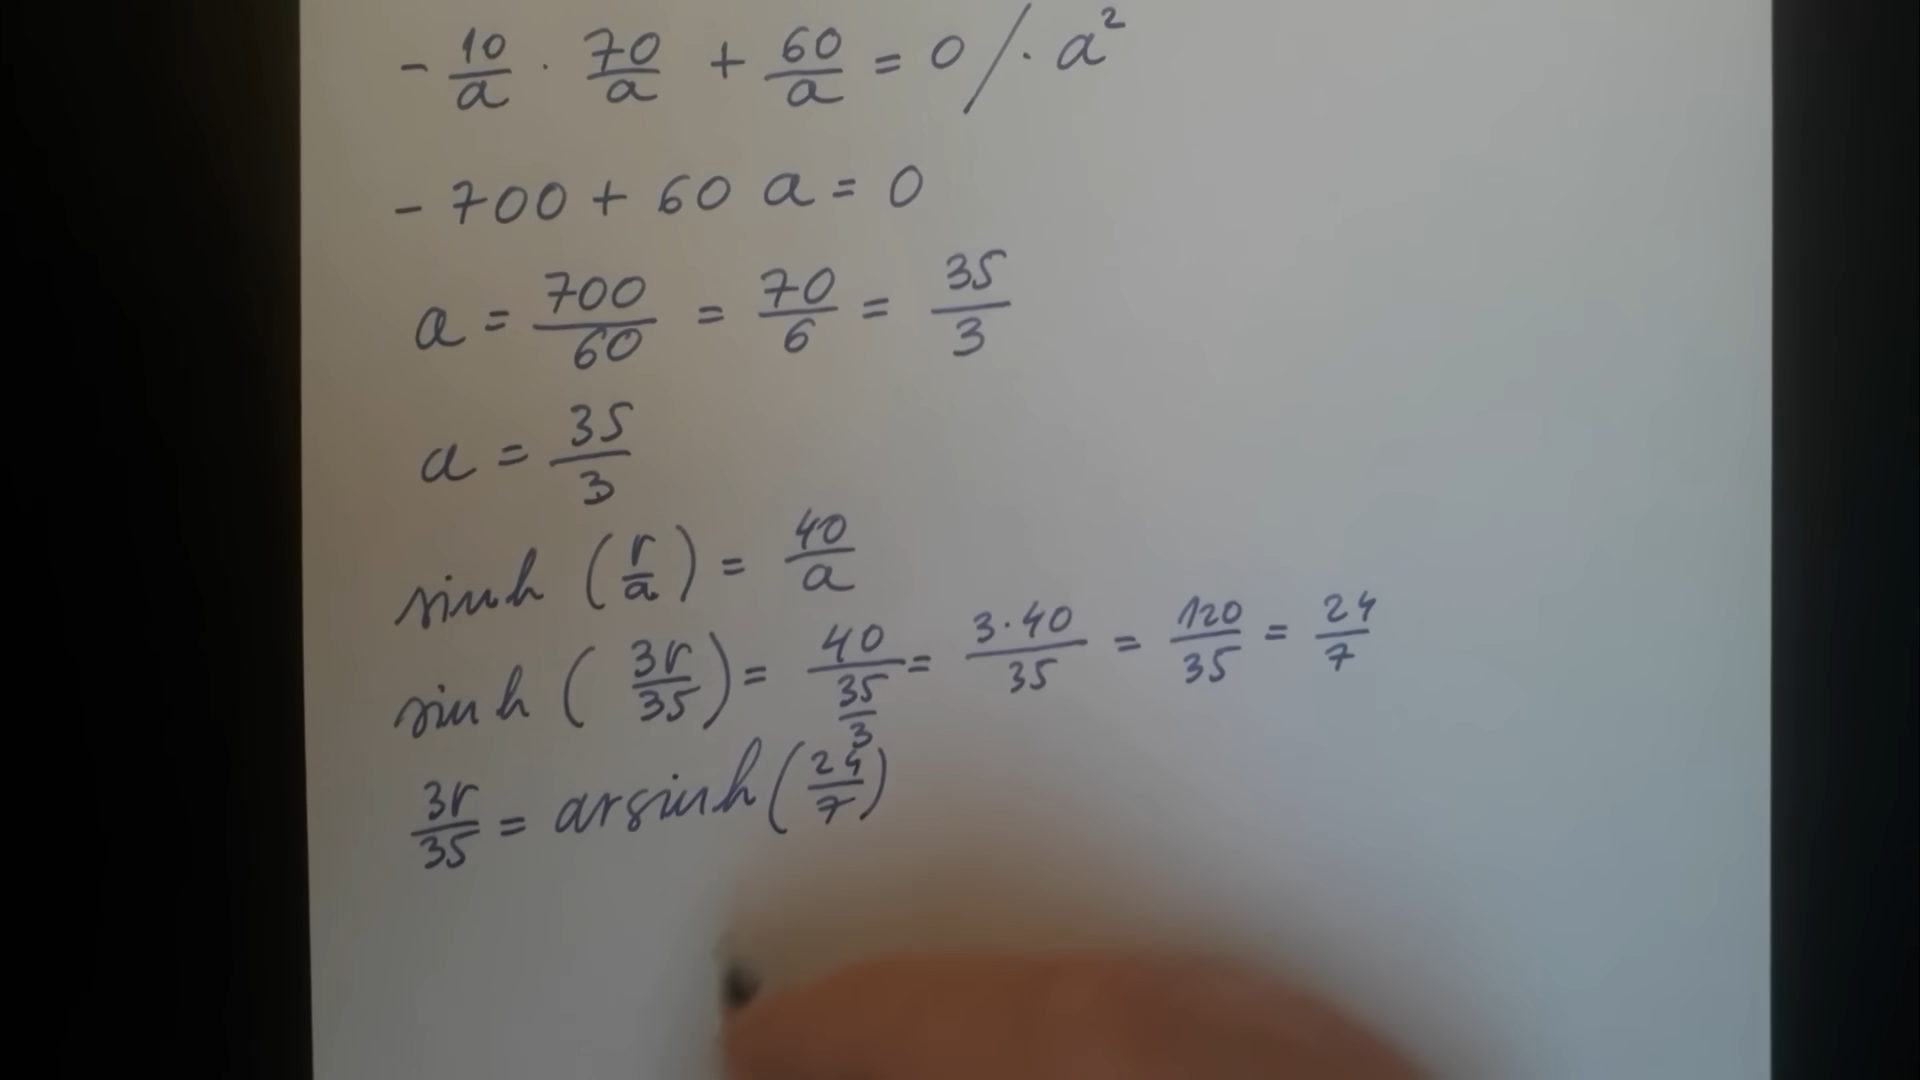 - 10/a · 70/a + 60/a = 0 / · a²
- 700 + 60 a = 0
a = 700/60 = 70/6 = 35/3
a = 35/3
sinh (r/a) = 40/a
sinh (3r/35) = 40/(35/3) = 3·40/35 = 120/35 = 24/7
3r/35 = arsinh (24/7)